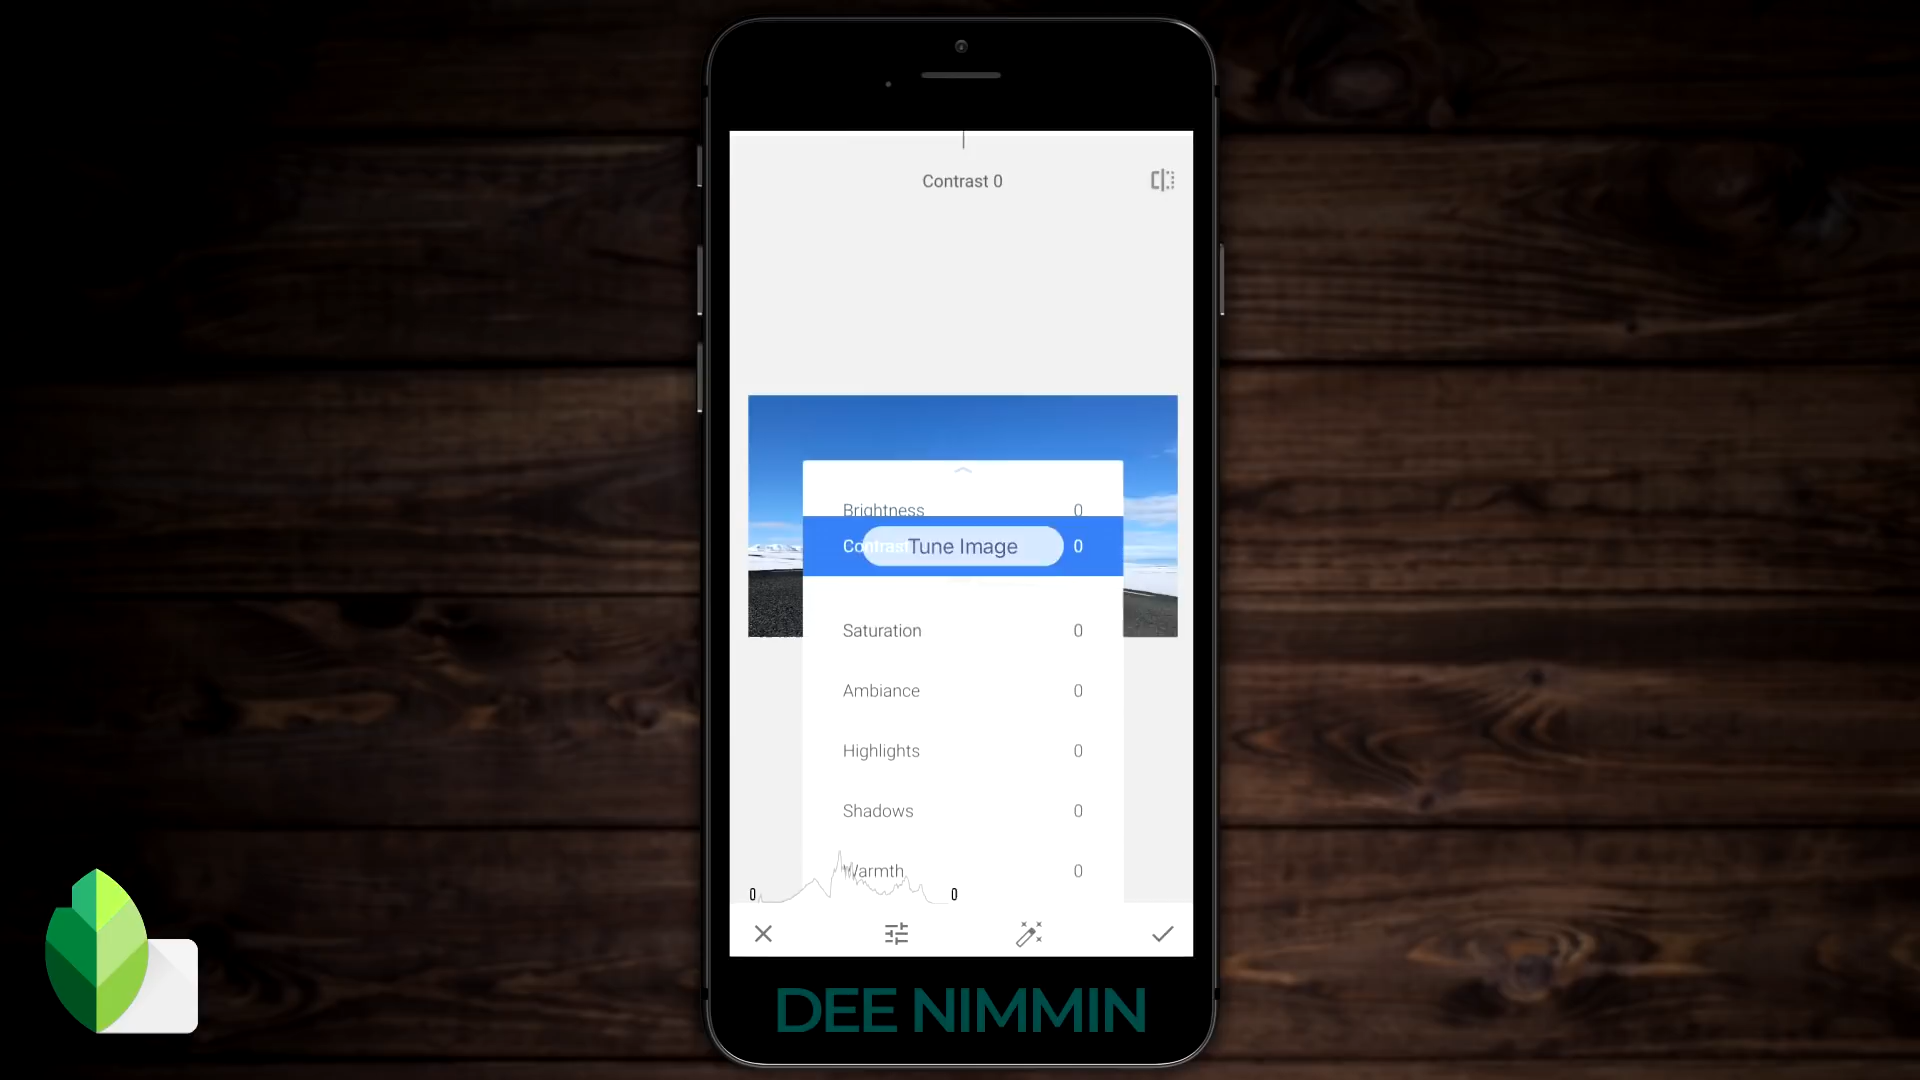 Contrast 0
Brightness 0
Contrast 0
Tune Image
Saturation 0
Ambiance 0
Highlights 0
Shadows 0
Warmth 0
0 0
DEE NIMMIN